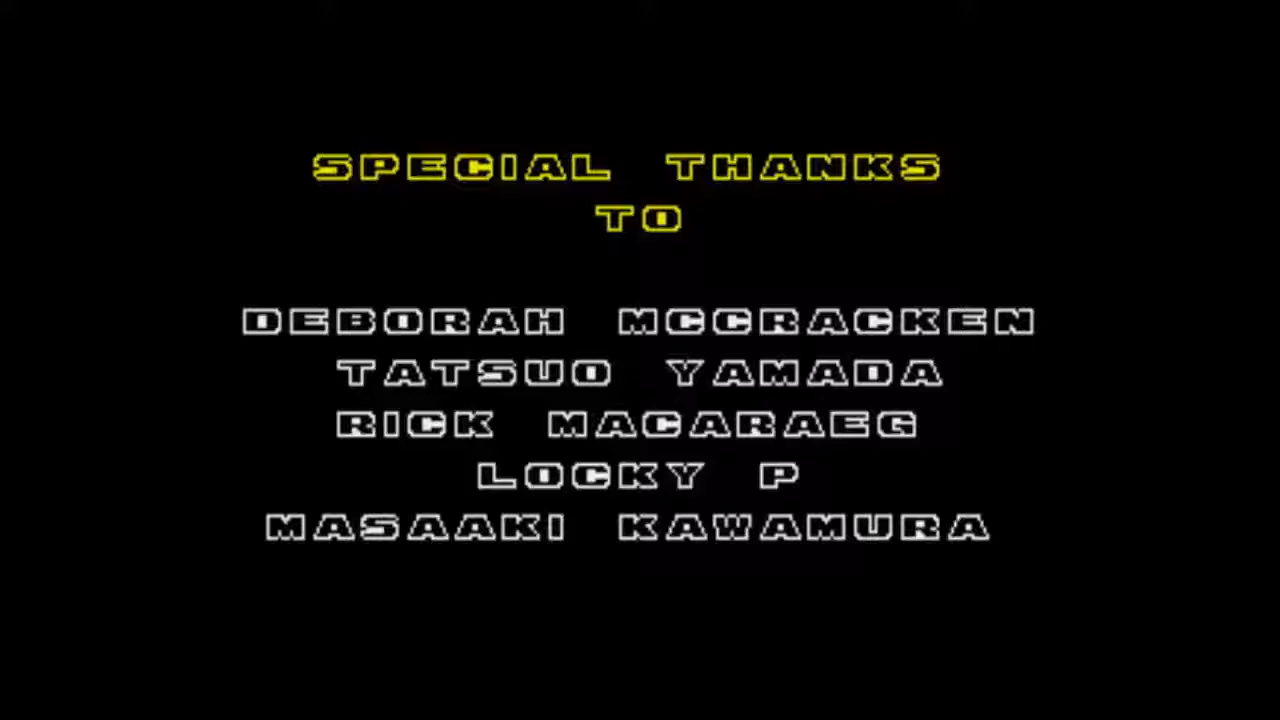 SPECIAL THANKS
TO
DEBORAH MCCRACKEN
TATSUO YAMADA
RICK MACARAEG
LOCKY P
MASAAKI KAWAMURA